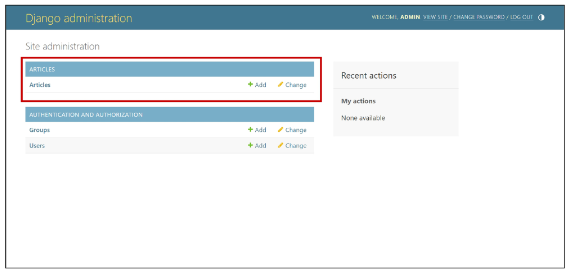 Django administration
WELCOME, ADMIN. VIEW SITE / CHANGE PASSWORD / LOG OUT
Site administration
ARTICLES
Articles + Add Change
AUTHENTICATION AND AUTHORIZATION
Groups + Add Change
Users + Add Change
Recent actions
My actions
None available